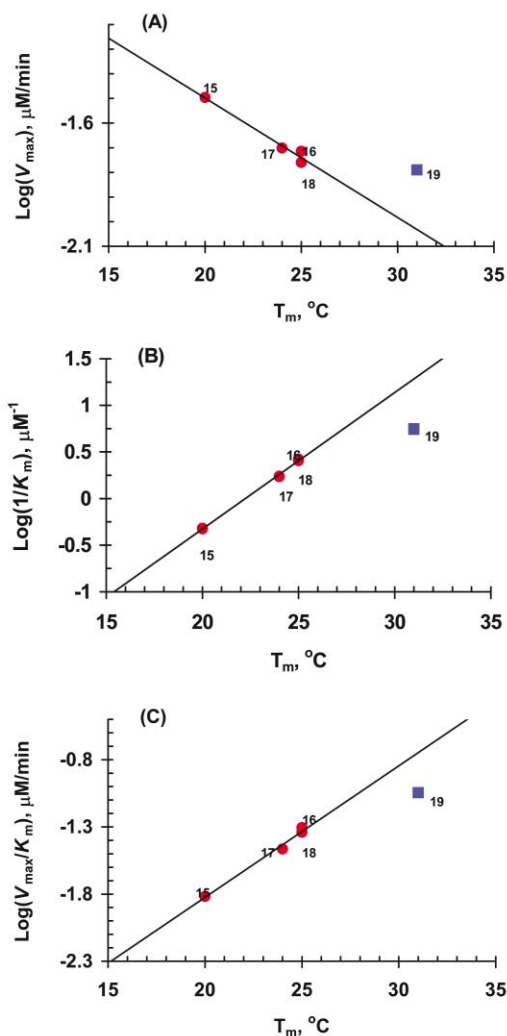 (A)
Log(Vmax), μM/min
-1.6
-2.1
15
16
17
18
19
15 20 25 30 35
Tm, °C
(B)
Log(1/Km), μM-1
1.5
1
0.5
0
-0.5
-1
16
19
18
17
15
15 20 25 30 35
Tm, °C
(C)
Log(Vmax/Km), μM/min
-0.8
-1.3
-1.8
-2.3
19
16
17
18
15
15 20 25 30 35
Tm, °C